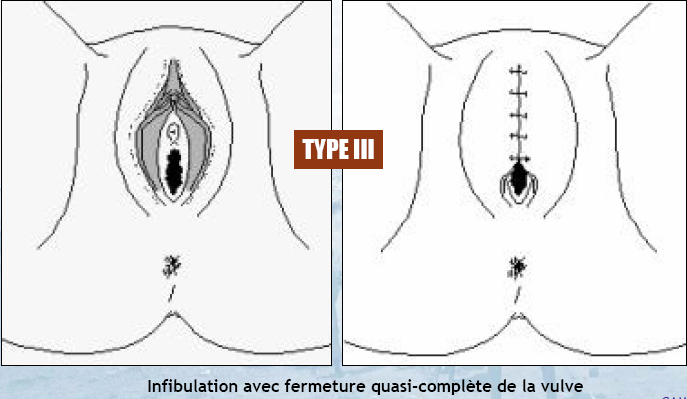 TYPE III
Infibulation avec fermeture quasi-complète de la vulve